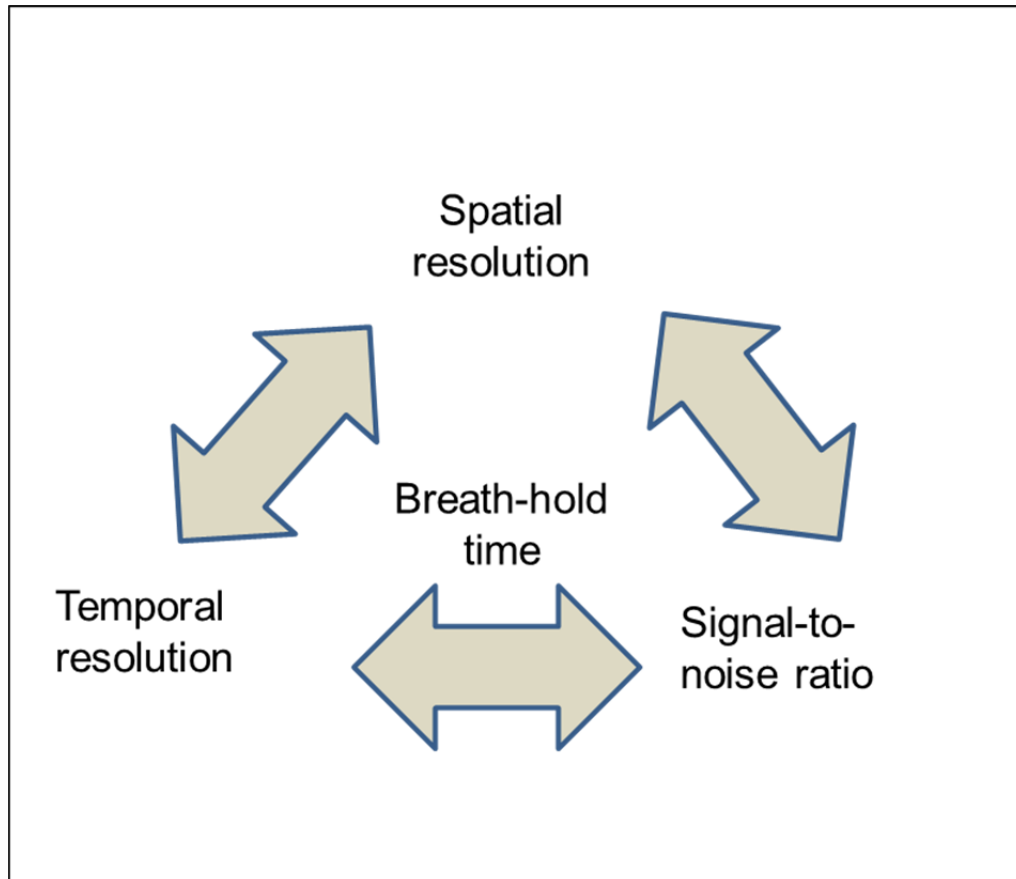 Spatial
resolution
Breath-hold
time
Temporal
resolution
Signal-to-
noise ratio